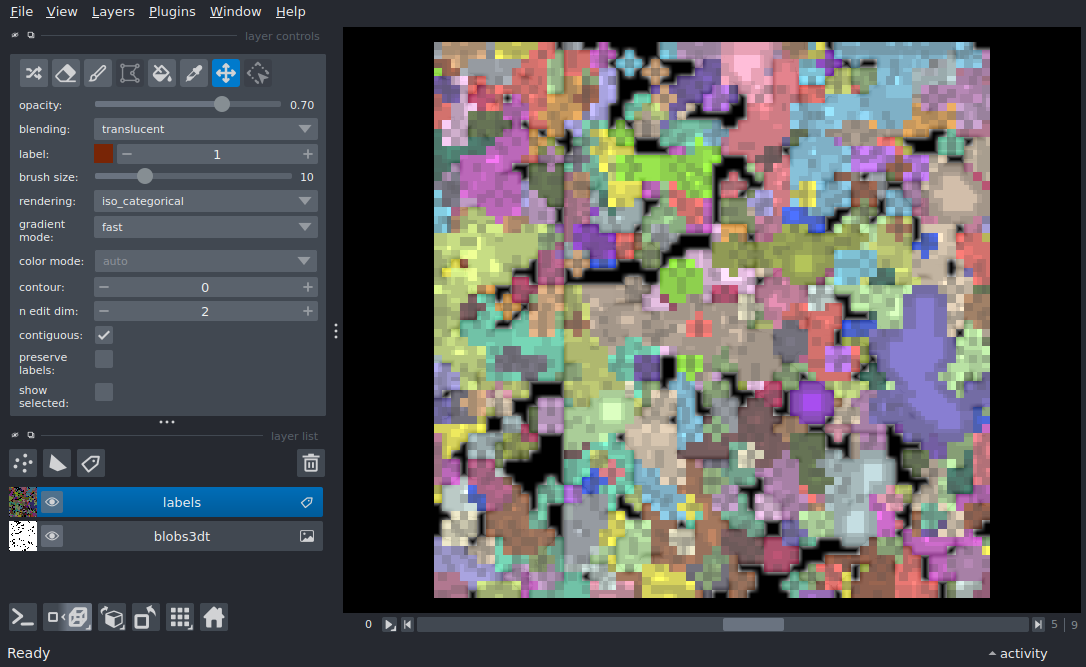 File View Layers Plugins Window Help
layer controls
opacity: 0.70
blending: translucent
label: 1
brush size: 10
rendering: iso_categorical
gradient
mode: fast
color mode: auto
contour: 0
n edit dim: 2
contiguous:
preserve
labels:
show
selected:
layer list
labels
blobs3dt
0 5 | 9
Ready activity